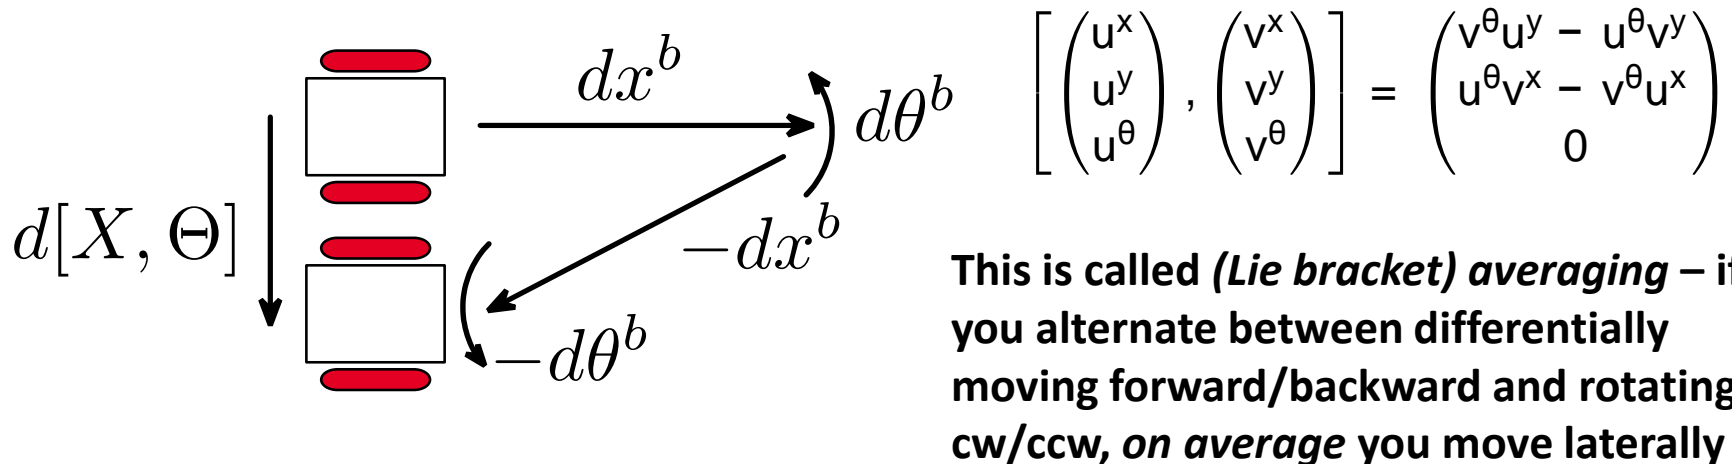 dx^b
dθ^b
d[X, Θ]
−dx^b
−dθ^b
[(u^x u^y u^θ), (v^x v^y v^θ)] = (v^θu^y − u^θv^y
u^θv^x − v^θu^x
0)
This is called (Lie bracket) averaging – if
you alternate between differentially
moving forward/backward and rotating
cw/ccw, on average you move laterally